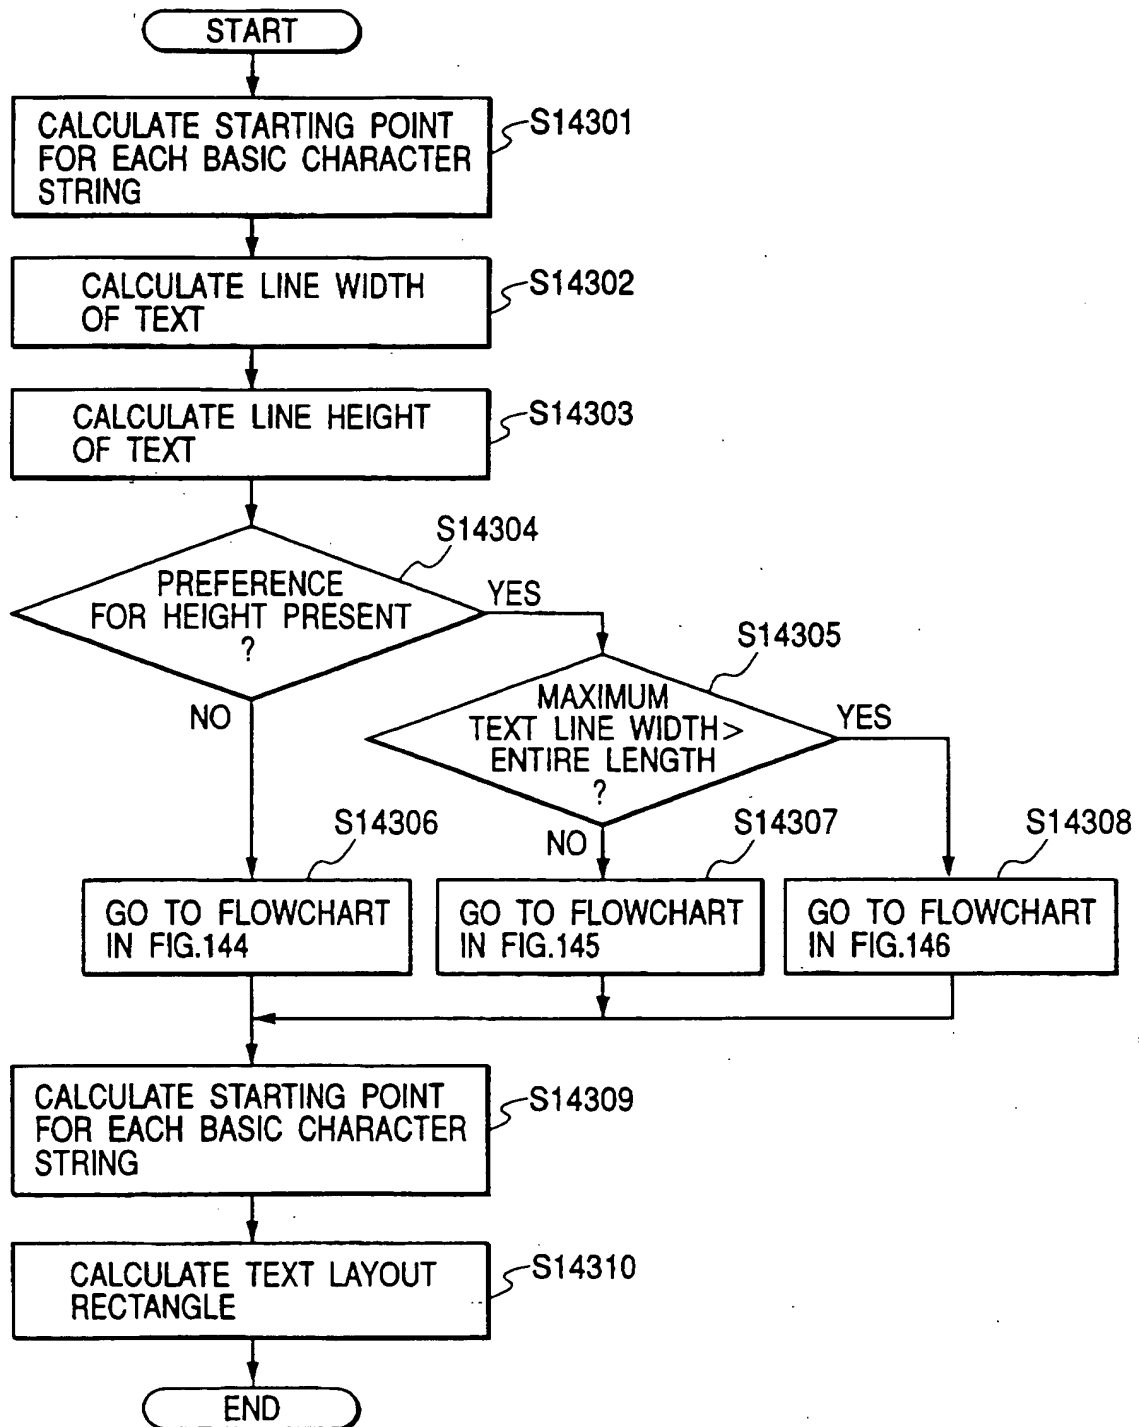 START
CALCULATE STARTING POINT
FOR EACH BASIC CHARACTER
STRING
S14301
CALCULATE LINE WIDTH
OF TEXT
S14302
CALCULATE LINE HEIGHT
OF TEXT
S14303
S14304
PREFERENCE
FOR HEIGHT PRESENT
?
YES
NO
S14305
MAXIMUM
TEXT LINE WIDTH>
ENTIRE LENGTH
?
YES
NO
S14306
GO TO FLOWCHART
IN FIG.144
S14307
GO TO FLOWCHART
IN FIG.145
S14308
GO TO FLOWCHART
IN FIG.146
CALCULATE STARTING POINT
FOR EACH BASIC CHARACTER
STRING
S14309
CALCULATE TEXT LAYOUT
RECTANGLE
S14310
END